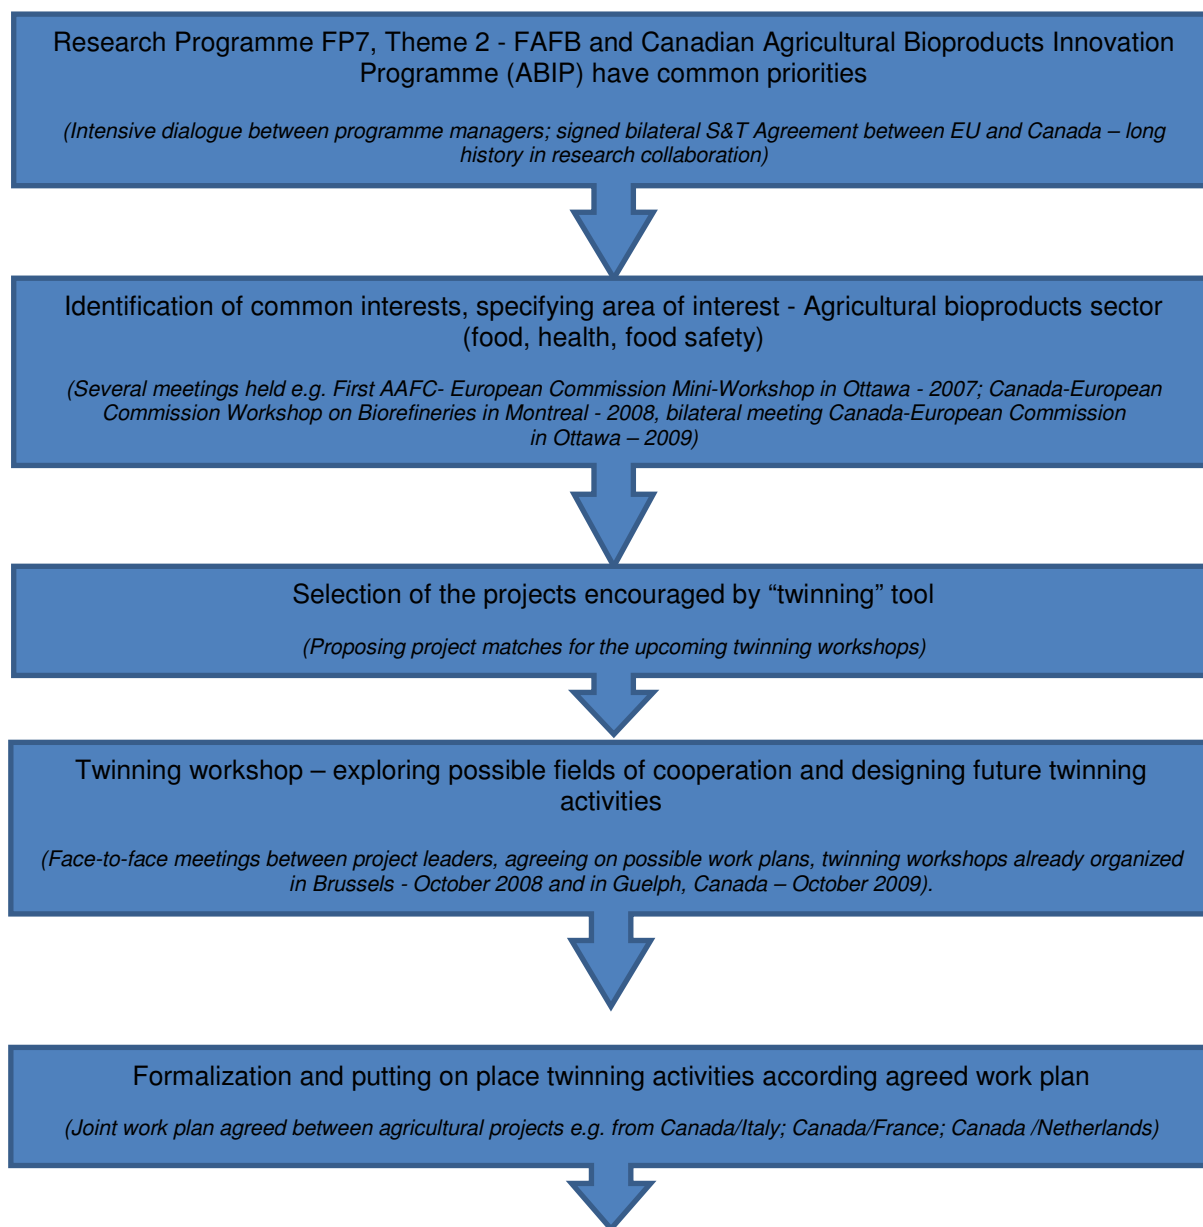 Research Programme FP7, Theme 2 - FAFB and Canadian Agricultural Bioproducts Innovation
Programme (ABIP) have common priorities
(Intensive dialogue between programme managers; signed bilateral S&T Agreement between EU and Canada – long
history in research collaboration)
Identification of common interests, specifying area of interest - Agricultural bioproducts sector
(food, health, food safety)
(Several meetings held e.g. First AAFC- European Commission Mini-Workshop in Ottawa - 2007; Canada-European
Commission Workshop on Biorefineries in Montreal - 2008, bilateral meeting Canada-European Commission
in Ottawa – 2009)
Selection of the projects encouraged by “twinning” tool
(Proposing project matches for the upcoming twinning workshops)
Twinning workshop – exploring possible fields of cooperation and designing future twinning
activities
(Face-to-face meetings between project leaders, agreeing on possible work plans, twinning workshops already organized
in Brussels - October 2008 and in Guelph, Canada – October 2009).
Formalization and putting on place twinning activities according agreed work plan
(Joint work plan agreed between agricultural projects e.g. from Canada/Italy; Canada/France; Canada /Netherlands)